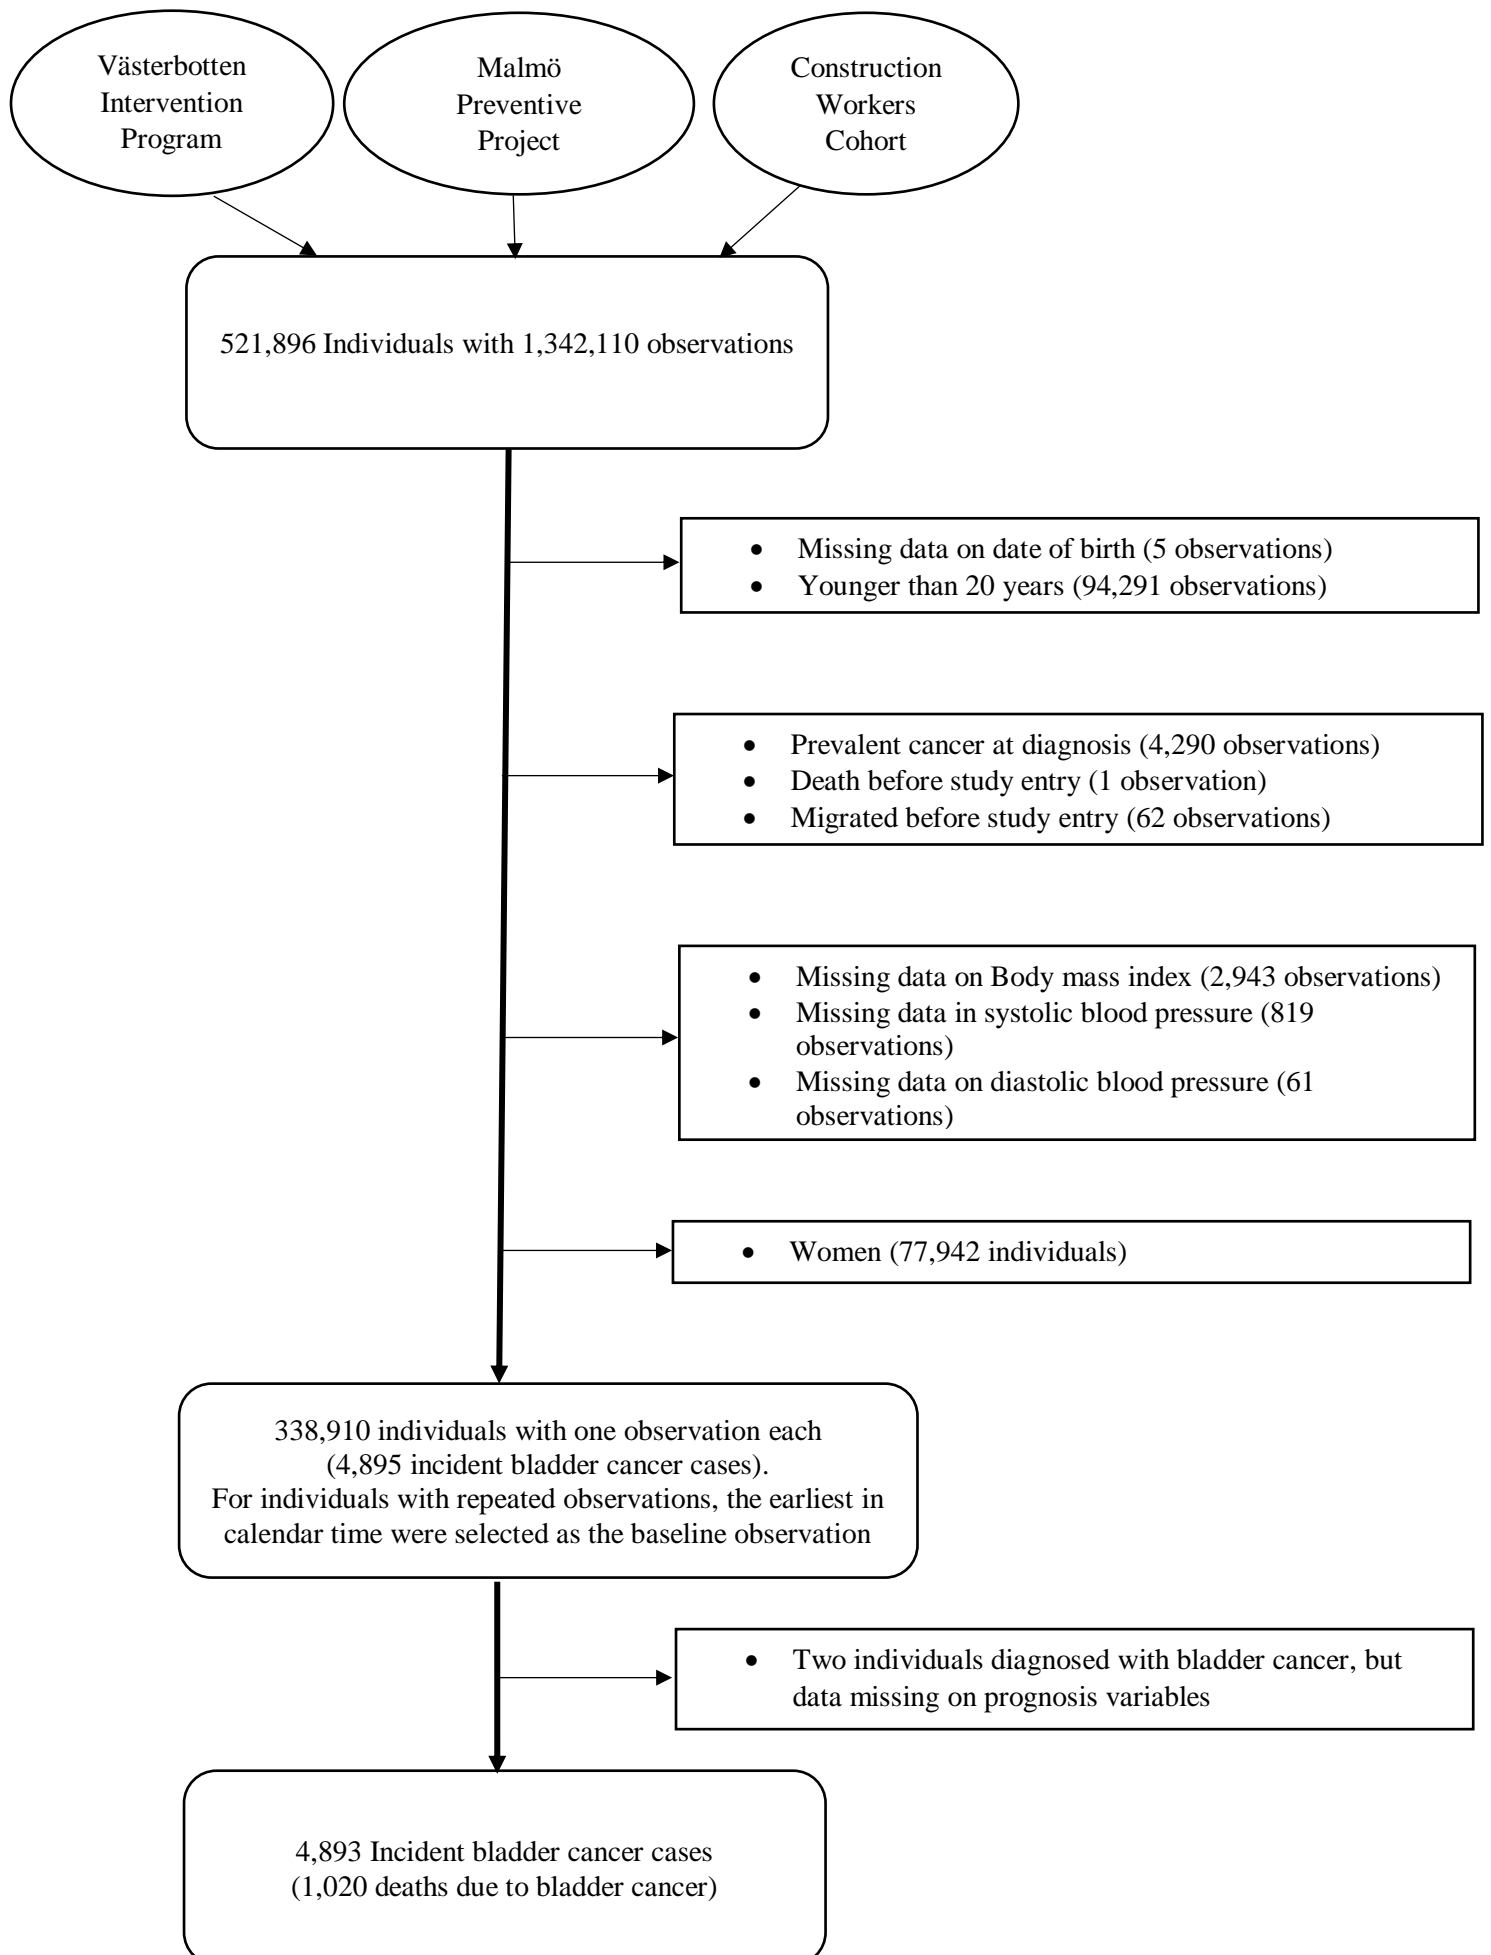 Västerbotten
Intervention
Program
Malmö
Preventive
Project
Construction
Workers
Cohort
521,896 Individuals with 1,342,110 observations
• Missing data on date of birth (5 observations)
• Younger than 20 years (94,291 observations)
• Prevalent cancer at diagnosis (4,290 observations)
• Death before study entry (1 observation)
• Migrated before study entry (62 observations)
• Missing data on Body mass index (2,943 observations)
• Missing data in systolic blood pressure (819
observations)
• Missing data on diastolic blood pressure (61
observations)
• Women (77,942 individuals)
338,910 individuals with one observation each
(4,895 incident bladder cancer cases).
For individuals with repeated observations, the earliest in
calendar time were selected as the baseline observation
• Two individuals diagnosed with bladder cancer, but
data missing on prognosis variables
4,893 Incident bladder cancer cases
(1,020 deaths due to bladder cancer)